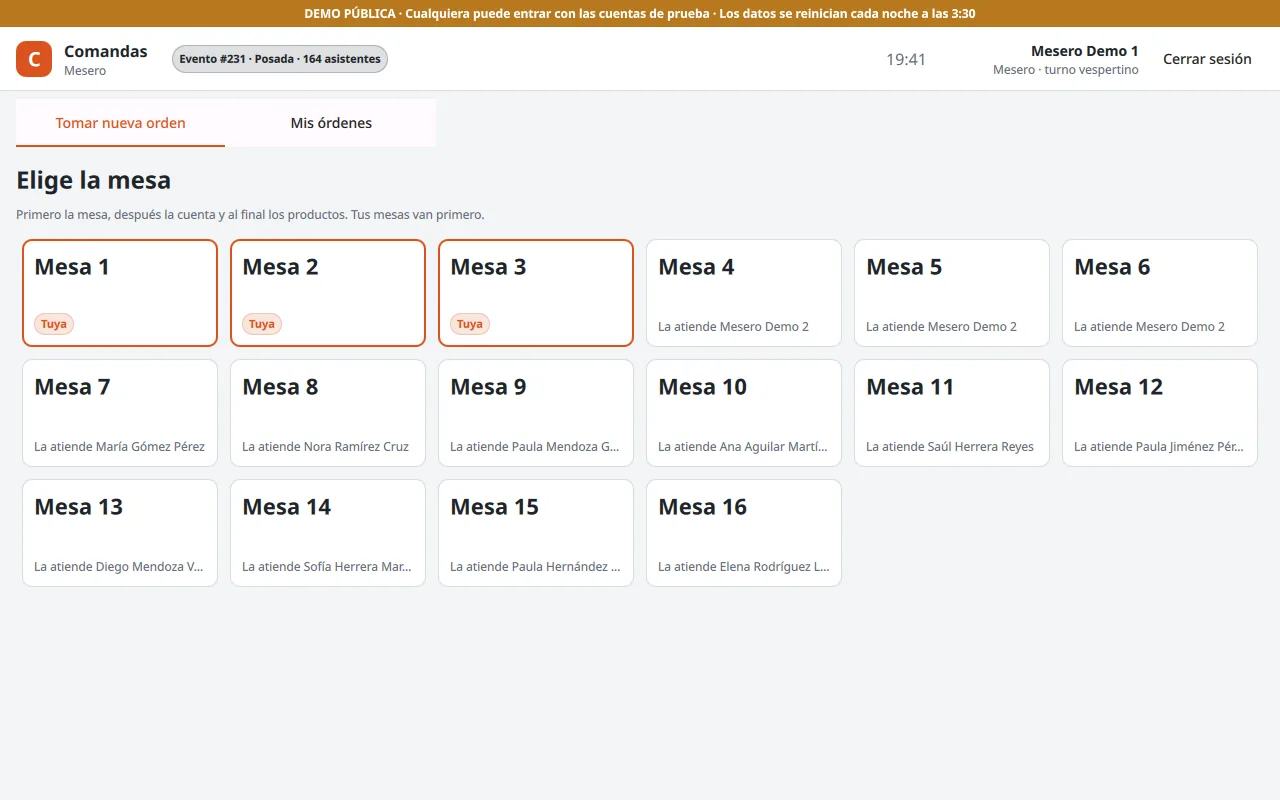 DEMO PÚBLICA · Cualquiera puede entrar con las cuentas de prueba · Los datos se reinician cada noche a las 3:30
C
Comandas
Mesero
Evento #231 · Posada · 164 asistentes
19:41
Mesero Demo 1
Mesero · turno vespertino
Cerrar sesión
Tomar nueva orden
Mis órdenes
Elige la mesa
Primero la mesa, después la cuenta y al final los productos. Tus mesas van primero.
Mesa 1
Tuya
Mesa 2
Tuya
Mesa 3
Tuya
Mesa 4
La atiende Mesero Demo 2
Mesa 5
La atiende Mesero Demo 2
Mesa 6
La atiende Mesero Demo 2
Mesa 7
La atiende María Gómez Pérez
Mesa 8
La atiende Nora Ramírez Cruz
Mesa 9
La atiende Paula Mendoza G...
Mesa 10
La atiende Ana Aguilar Martí...
Mesa 11
La atiende Saúl Herrera Reyes
Mesa 12
La atiende Paula Jiménez Pér...
Mesa 13
La atiende Diego Mendoza V...
Mesa 14
La atiende Sofía Herrera Mar...
Mesa 15
La atiende Paula Hernández ...
Mesa 16
La atiende Elena Rodríguez L...